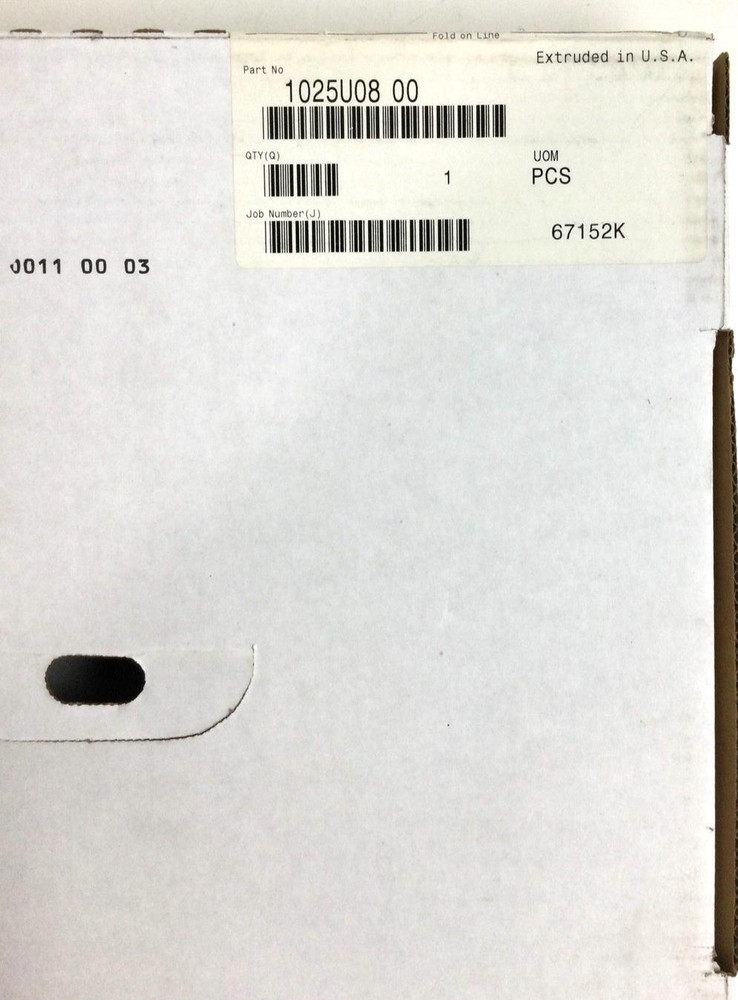 Fold on Line
Extruded in U.S.A.
Part No
1025U08 00
QTY(Q)
1
UOM
PCS
Job Number(J)
67152K
0011 00 03